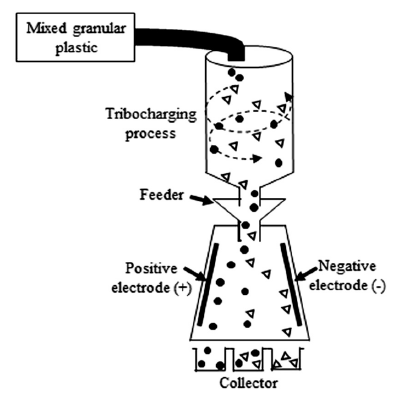 Mixed granular
plastic
Tribocharging
process
Feeder
Positive
electrode (+)
Negative
electrode (-)
Collector